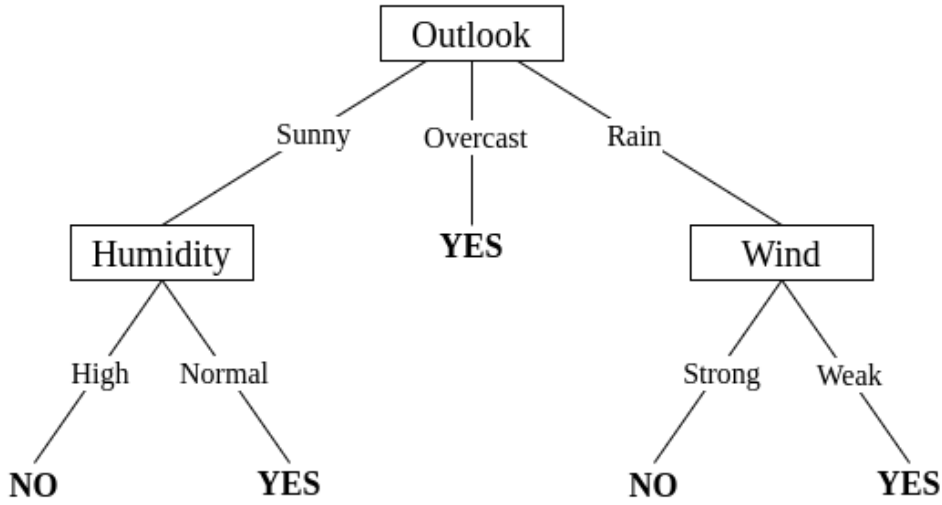 Outlook
Sunny
Overcast
Rain
Humidity
YES
Wind
High
Normal
Strong
Weak
NO
YES
NO
YES